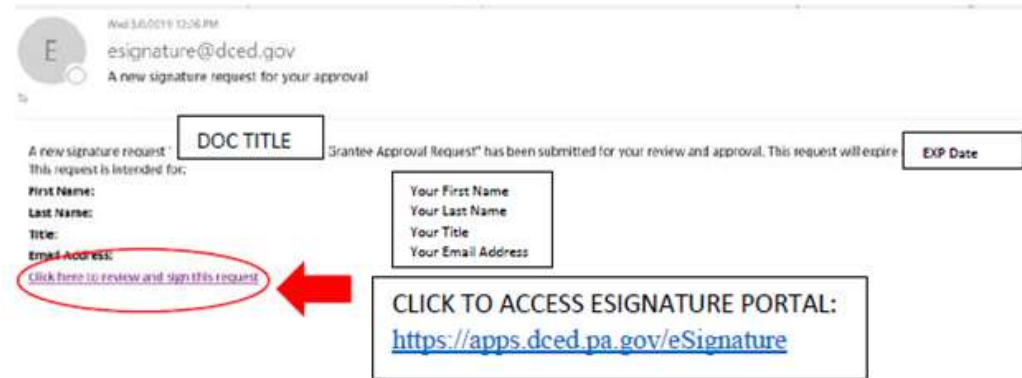 Wed 3/6/2019 12:06 PM
E
esignature@dced.gov
A new signature request for your approval
To
A new signature request " DOC TITLE Grantee Approval Request" has been submitted for your review and approval. This request will expire EXP Date
This request is intended for:
First Name: Your First Name
Last Name: Your Last Name
Title: Your Title
Email Address: Your Email Address
Click here to review and sign this request
CLICK TO ACCESS ESIGNATURE PORTAL:
https://apps.dced.pa.gov/eSignature